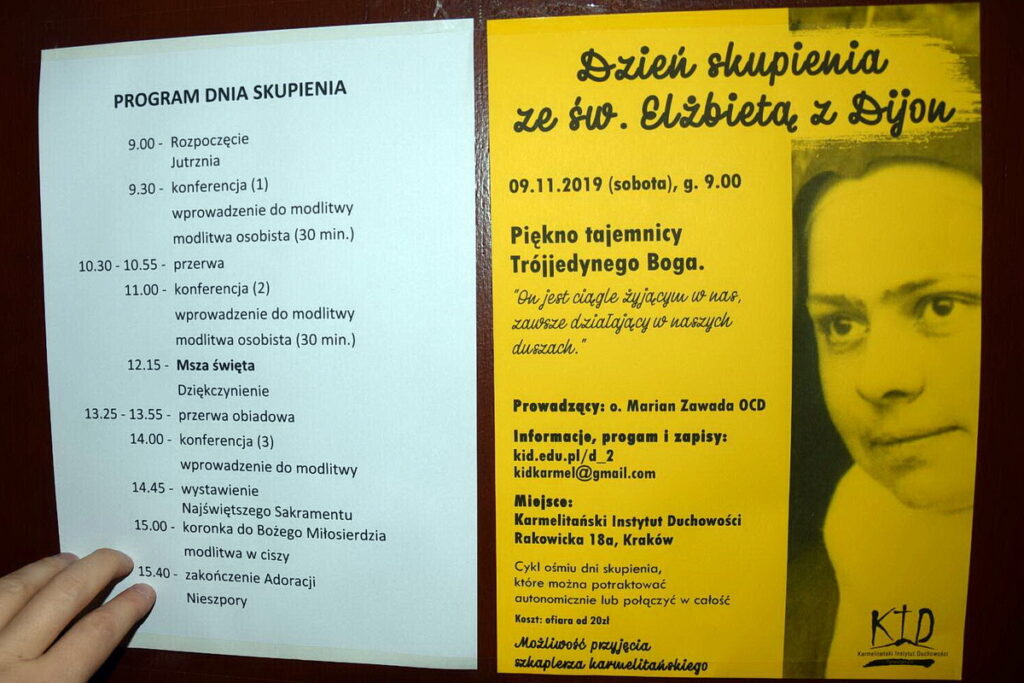 PROGRAM DNIA SKUPIENIA
9.00 - Rozpoczęcie
Jutrznia
9.30 - konferencja (1)
wprowadzenie do modlitwy
modlitwa osobista (30 min.)
10.30 - 10.55 - przerwa
11.00 - konferencja (2)
wprowadzenie do modlitwy
modlitwa osobista (30 min.)
12.15 - Msza święta
Dziękczynienie
13.25 - 13.55 - przerwa obiadowa
14.00 - konferencja (3)
wprowadzenie do modlitwy
14.45 - wystawienie
Najświętszego Sakramentu
15.00 - koronka do Bożego Miłosierdzia
modlitwa w ciszy
15.40 - zakończenie Adoracji
Nieszpory
Dzień skupienia
ze św. Elżbietą z Dijon
09.11.2019 (sobota), g. 9.00
Piękno tajemnicy
Trójjedynego Boga.
"On jest ciągle żyjącym w nas,
zawsze działający w naszych
duszach."
Prowadzący: o. Marian Zawada OCD
Informacje, progam i zapisy:
kid.edu.pl/d_2
kidkarmel@gmail.com
Miejsce:
Karmelitański Instytut Duchowości
Rakowicka 18a, Kraków
Cykl ośmiu dni skupienia,
które można potraktować
autonomicznie lub połączyć w całość
Koszt: ofiara od 20zł
Możliwość przyjęcia
szkaplerza karmelitańskiego
KID
Karmelitański Instytut Duchowości